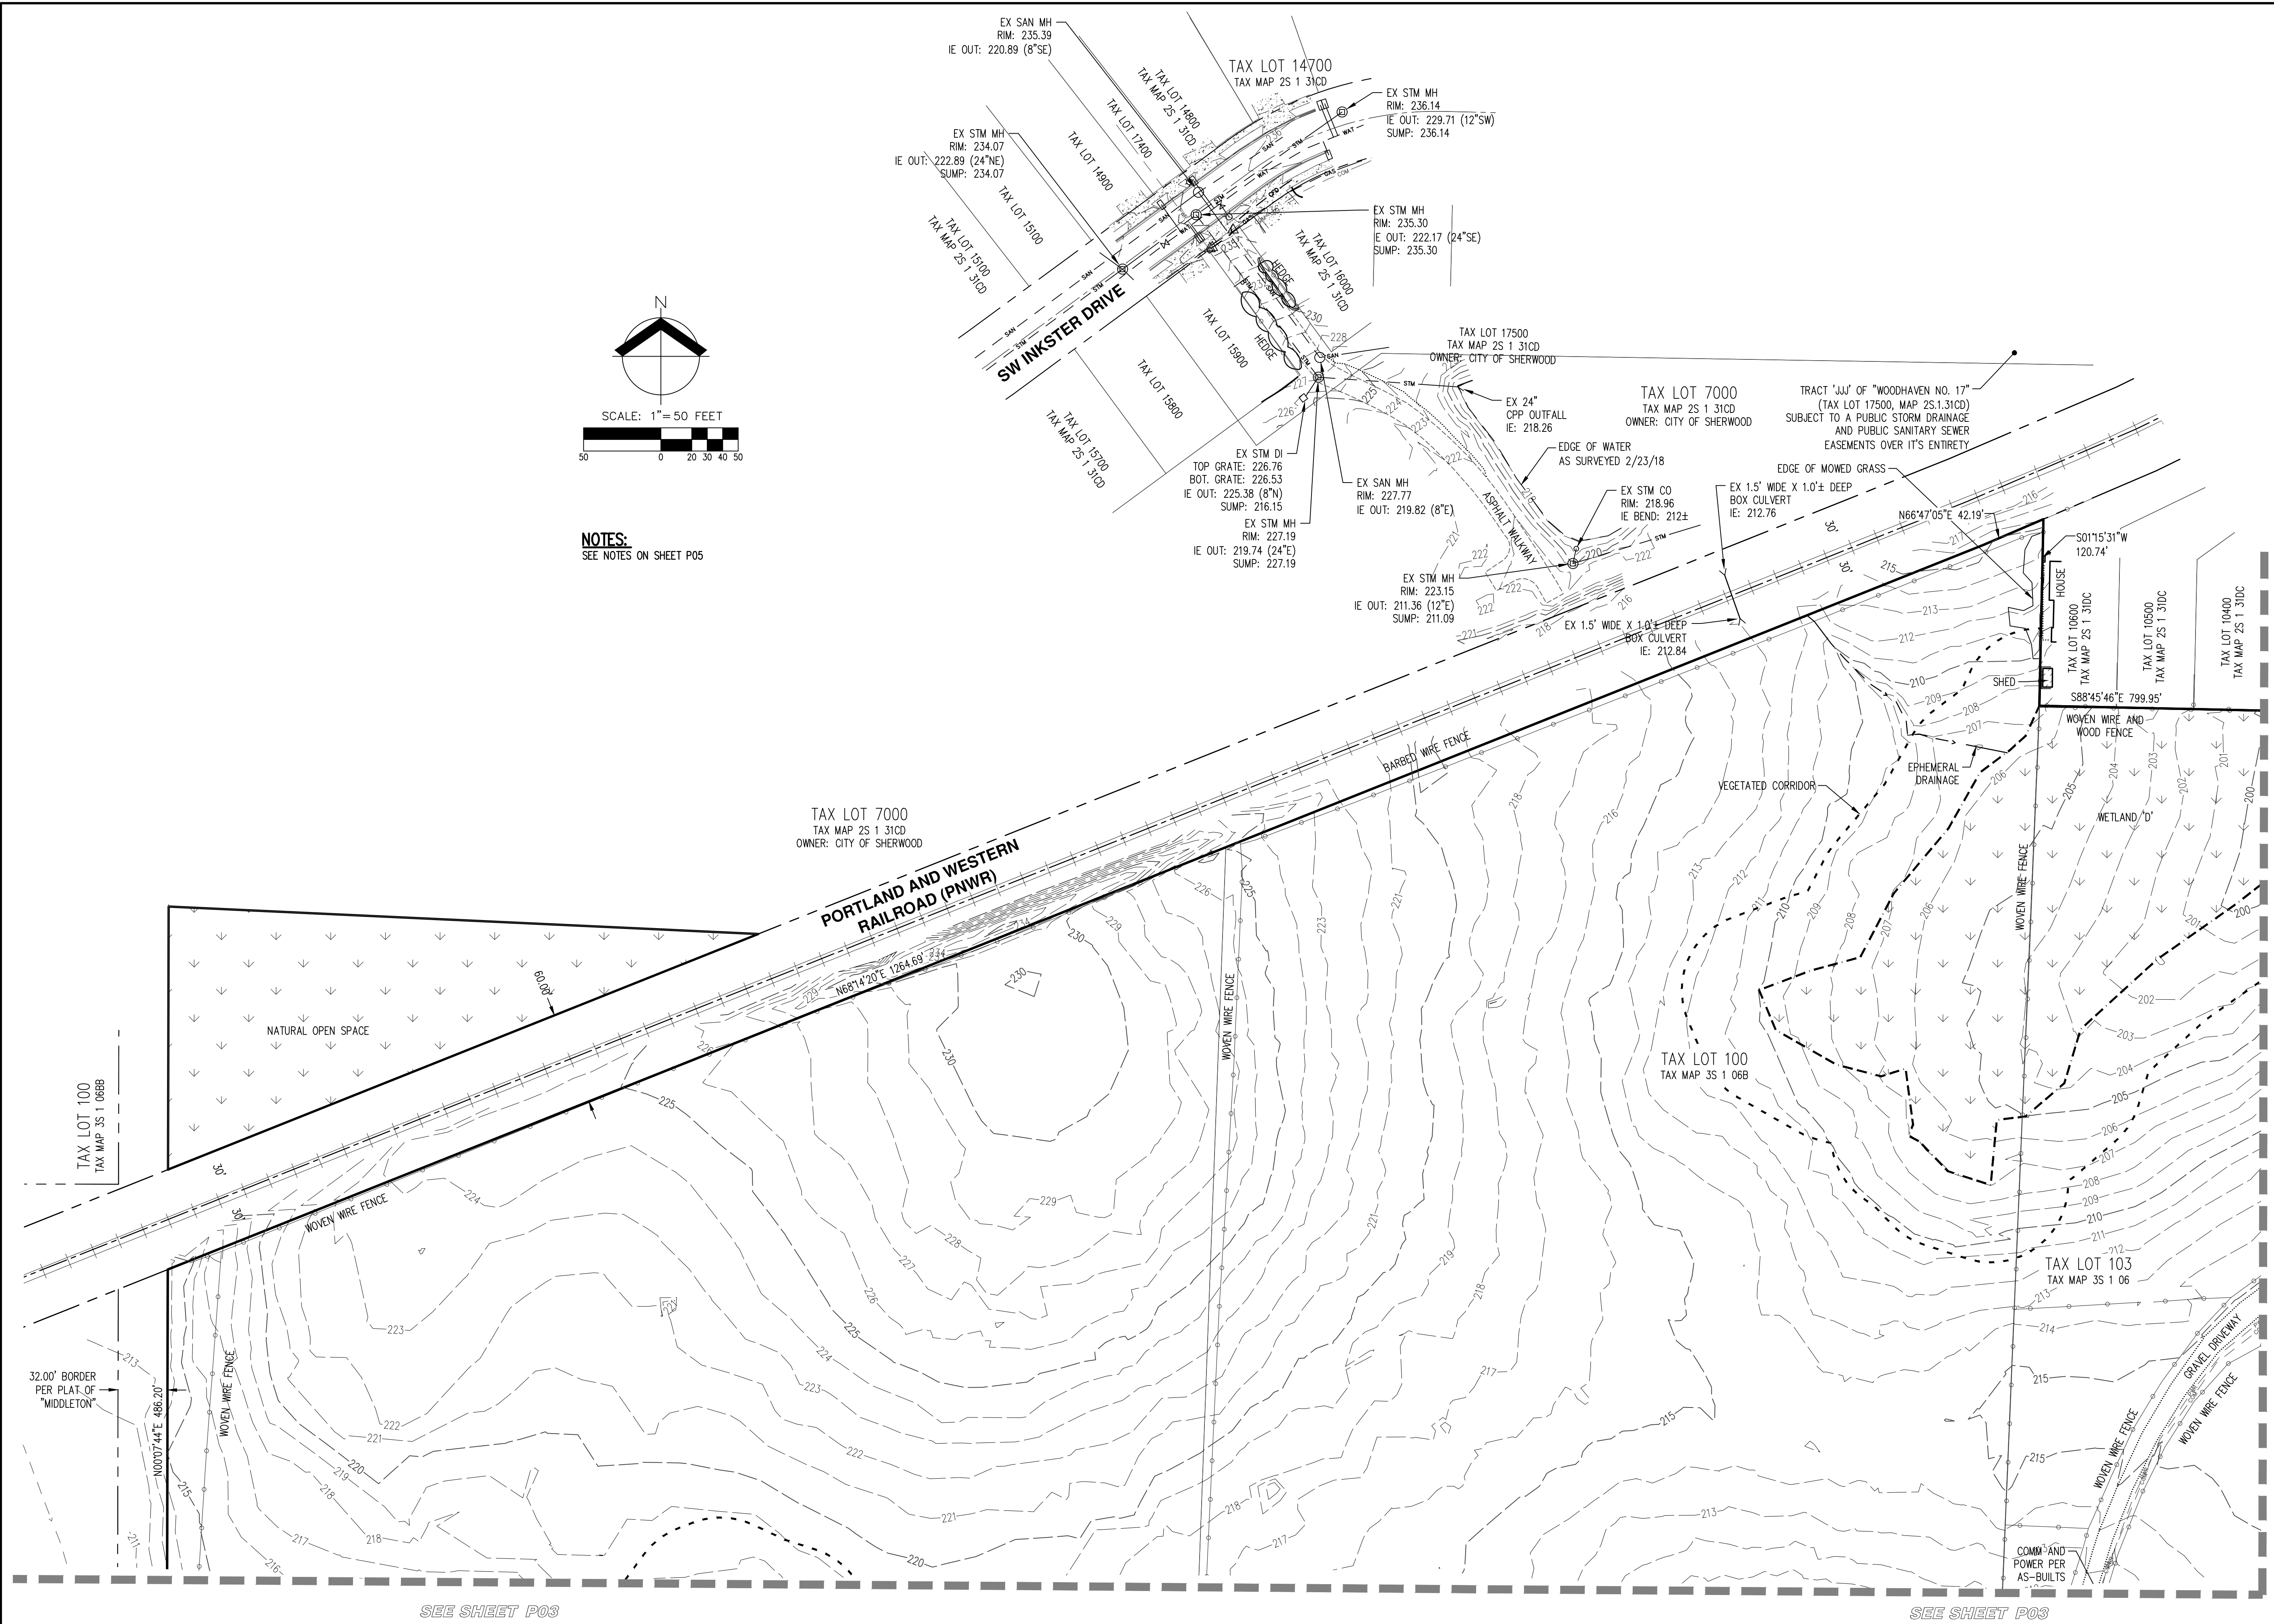 EX SAN MH
RIM: 235.39
IE OUT: 220.89 (8"SE)
TAX LOT 14700
TAX MAP 2S 1 31CD
TAX LOT 14800
TAX MAP 2S 1 31CD
TAX LOT 17400
TAX LOT 14900
TAX LOT 15100
TAX LOT 15100
TAX MAP 2S 1 31CD
EX STM MH
RIM: 234.07
IE OUT: 222.89 (24"NE)
SUMP: 234.07
EX STM MH
RIM: 236.14
IE OUT: 229.71 (12"SW)
SUMP: 236.14
EX STM MH
RIM: 235.30
IE OUT: 222.17 (24"SE)
SUMP: 235.30
TAX LOT 16000
TAX MAP 2S 1 31CD
HEDGE
HEDGE
SW INKSTER DRIVE
TAX LOT 15900
TAX LOT 15800
TAX LOT 15700
TAX MAP 2S 1 31CD
SAN
STM
WAT
GAS
COM
N
SCALE: 1"=50 FEET
50 0 20 30 40 50
NOTES:
SEE NOTES ON SHEET P05
TAX LOT 17500
TAX MAP 2S 1 31CD
OWNER: CITY OF SHERWOOD
TAX LOT 7000
TAX MAP 2S 1 31CD
OWNER: CITY OF SHERWOOD
TRACT 'JJJ' OF "WOODHAVEN NO. 17"
(TAX LOT 17500, MAP 2S.1.31CD)
SUBJECT TO A PUBLIC STORM DRAINAGE
AND PUBLIC SANITARY SEWER
EASEMENTS OVER IT'S ENTIRETY
EX 24"
CPP OUTFALL
IE: 218.26
EDGE OF WATER
AS SURVEYED 2/23/18
EX STM DI
TOP GRATE: 226.76
BOT. GRATE: 226.53
IE OUT: 225.38 (8"N)
SUMP: 216.15
EX STM MH
RIM: 227.19
IE OUT: 219.74 (24"E)
SUMP: 227.19
EX SAN MH
RIM: 227.77
IE OUT: 219.82 (8"E)
ASPHALT WALKWAY
EX STM CO
RIM: 218.96
IE BEND: 212±
EX STM MH
RIM: 223.15
IE OUT: 211.36 (12"E)
SUMP: 211.09
EDGE OF MOWED GRASS
EX 1.5' WIDE X 1.0'± DEEP
BOX CULVERT
IE: 212.76
EX 1.5' WIDE X 1.0'± DEEP
BOX CULVERT
IE: 212.84
30'
30'
N66°47'05"E 42.19'
S01°15'31"W
120.74'
HOUSE
SHED
TAX LOT 10600
TAX MAP 2S 1 31DC
TAX LOT 10500
TAX MAP 2S 1 31DC
TAX LOT 10400
TAX MAP 2S 1 31DC
S88°45'46"E 799.95'
WOVEN WIRE AND
WOOD FENCE
EPHEMERAL
DRAINAGE
VEGETATED CORRIDOR
WETLAND 'D'
WOVEN WIRE FENCE
BARBED WIRE FENCE
TAX LOT 7000
TAX MAP 2S 1 31CD
OWNER: CITY OF SHERWOOD
PORTLAND AND WESTERN
RAILROAD (PNWR)
N68°14'20"E 1264.69'
60.00'
NATURAL OPEN SPACE
TAX LOT 100
TAX MAP 3S 1 06BB
30'
30'
WOVEN WIRE FENCE
WOVEN WIRE FENCE
WOVEN WIRE FENCE
TAX LOT 100
TAX MAP 3S 1 06B
TAX LOT 103
TAX MAP 3S 1 06
32.00' BORDER
PER PLAT OF
"MIDDLETON"
N00°07'44"E 486.20'
GRAVEL DRIVEWAY
WOVEN WIRE FENCE
WOVEN WIRE FENCE
COMM AND
POWER PER
AS-BUILTS
SEE SHEET P03
SEE SHEET P03